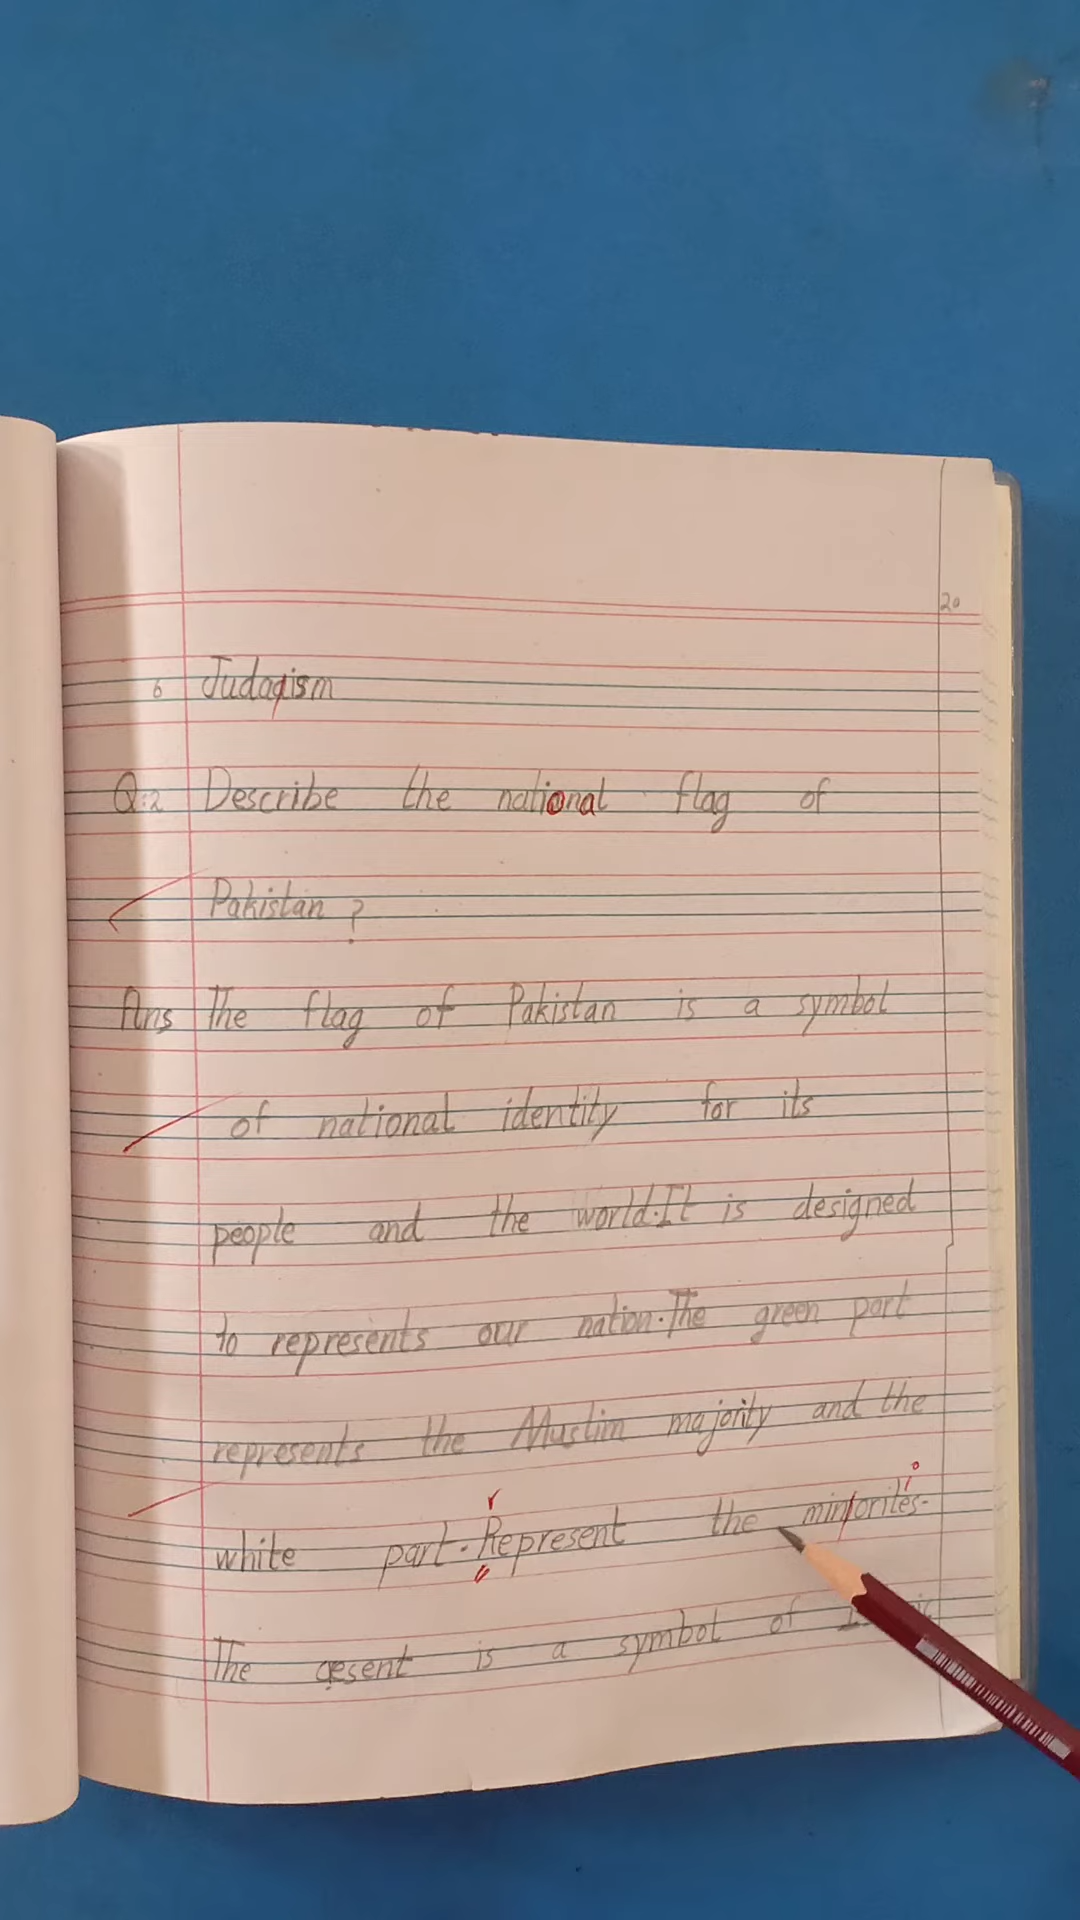 20
6 Judaism
Q:2 Describe the national flag of
Pakistan ?
Ans The flag of Pakistan is a symbol
of national identity for its
people and the world. It is designed
to represents our nation. The green part
represents the Muslim majority and the
r i
white part. Represent the minorites.
The cresent is a symbol of